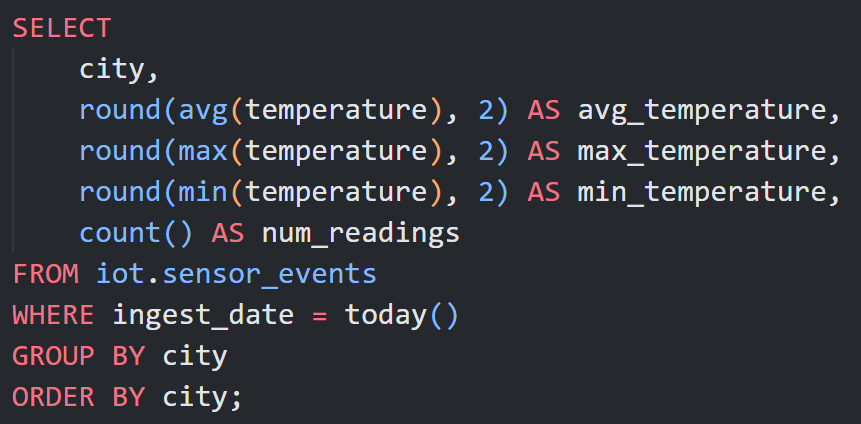 SELECT
    city,
    round(avg(temperature), 2) AS avg_temperature,
    round(max(temperature), 2) AS max_temperature,
    round(min(temperature), 2) AS min_temperature,
    count() AS num_readings
FROM iot.sensor_events
WHERE ingest_date = today()
GROUP BY city
ORDER BY city;